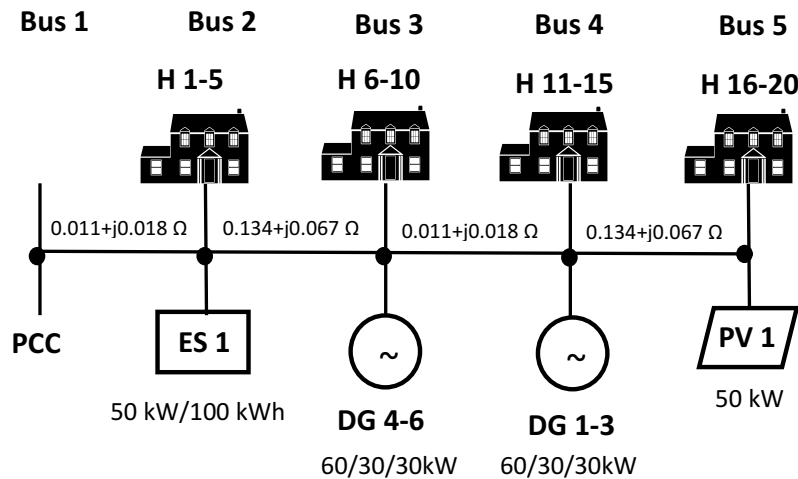 Bus 1 Bus 2 Bus 3 Bus 4 Bus 5
H 1-5 H 6-10 H 11-15 H 16-20
0.011+j0.018 Ω 0.134+j0.067 Ω 0.011+j0.018 Ω 0.134+j0.067 Ω
PCC ES 1 ~ ~ PV 1
50 kW/100 kWh 50 kW
DG 4-6 DG 1-3
60/30/30kW 60/30/30kW